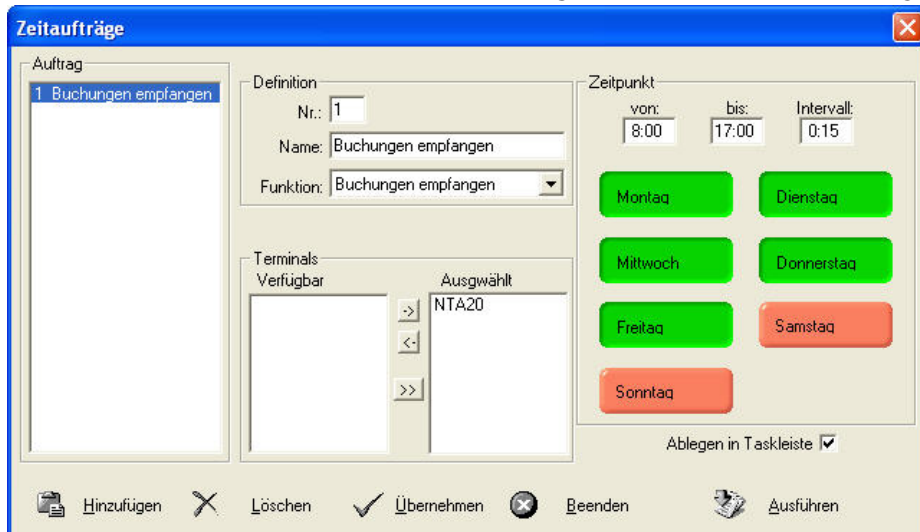 Zeitaufträge
Auftrag
1 Buchungen empfangen
Definition
Nr.: 1
Name: Buchungen empfangen
Funktion: Buchungen empfangen
Terminals
Verfügbar
Ausgwählt
->
NTA20
<-
>>
Zeitpunkt
von: bis: Intervall:
8:00 17:00 0:15
Montag Dienstag
Mittwoch Donnerstag
Freitag Samstag
Sonntag
Ablegen in Taskleiste
Hinzufügen Löschen Übernehmen Beenden Ausführen